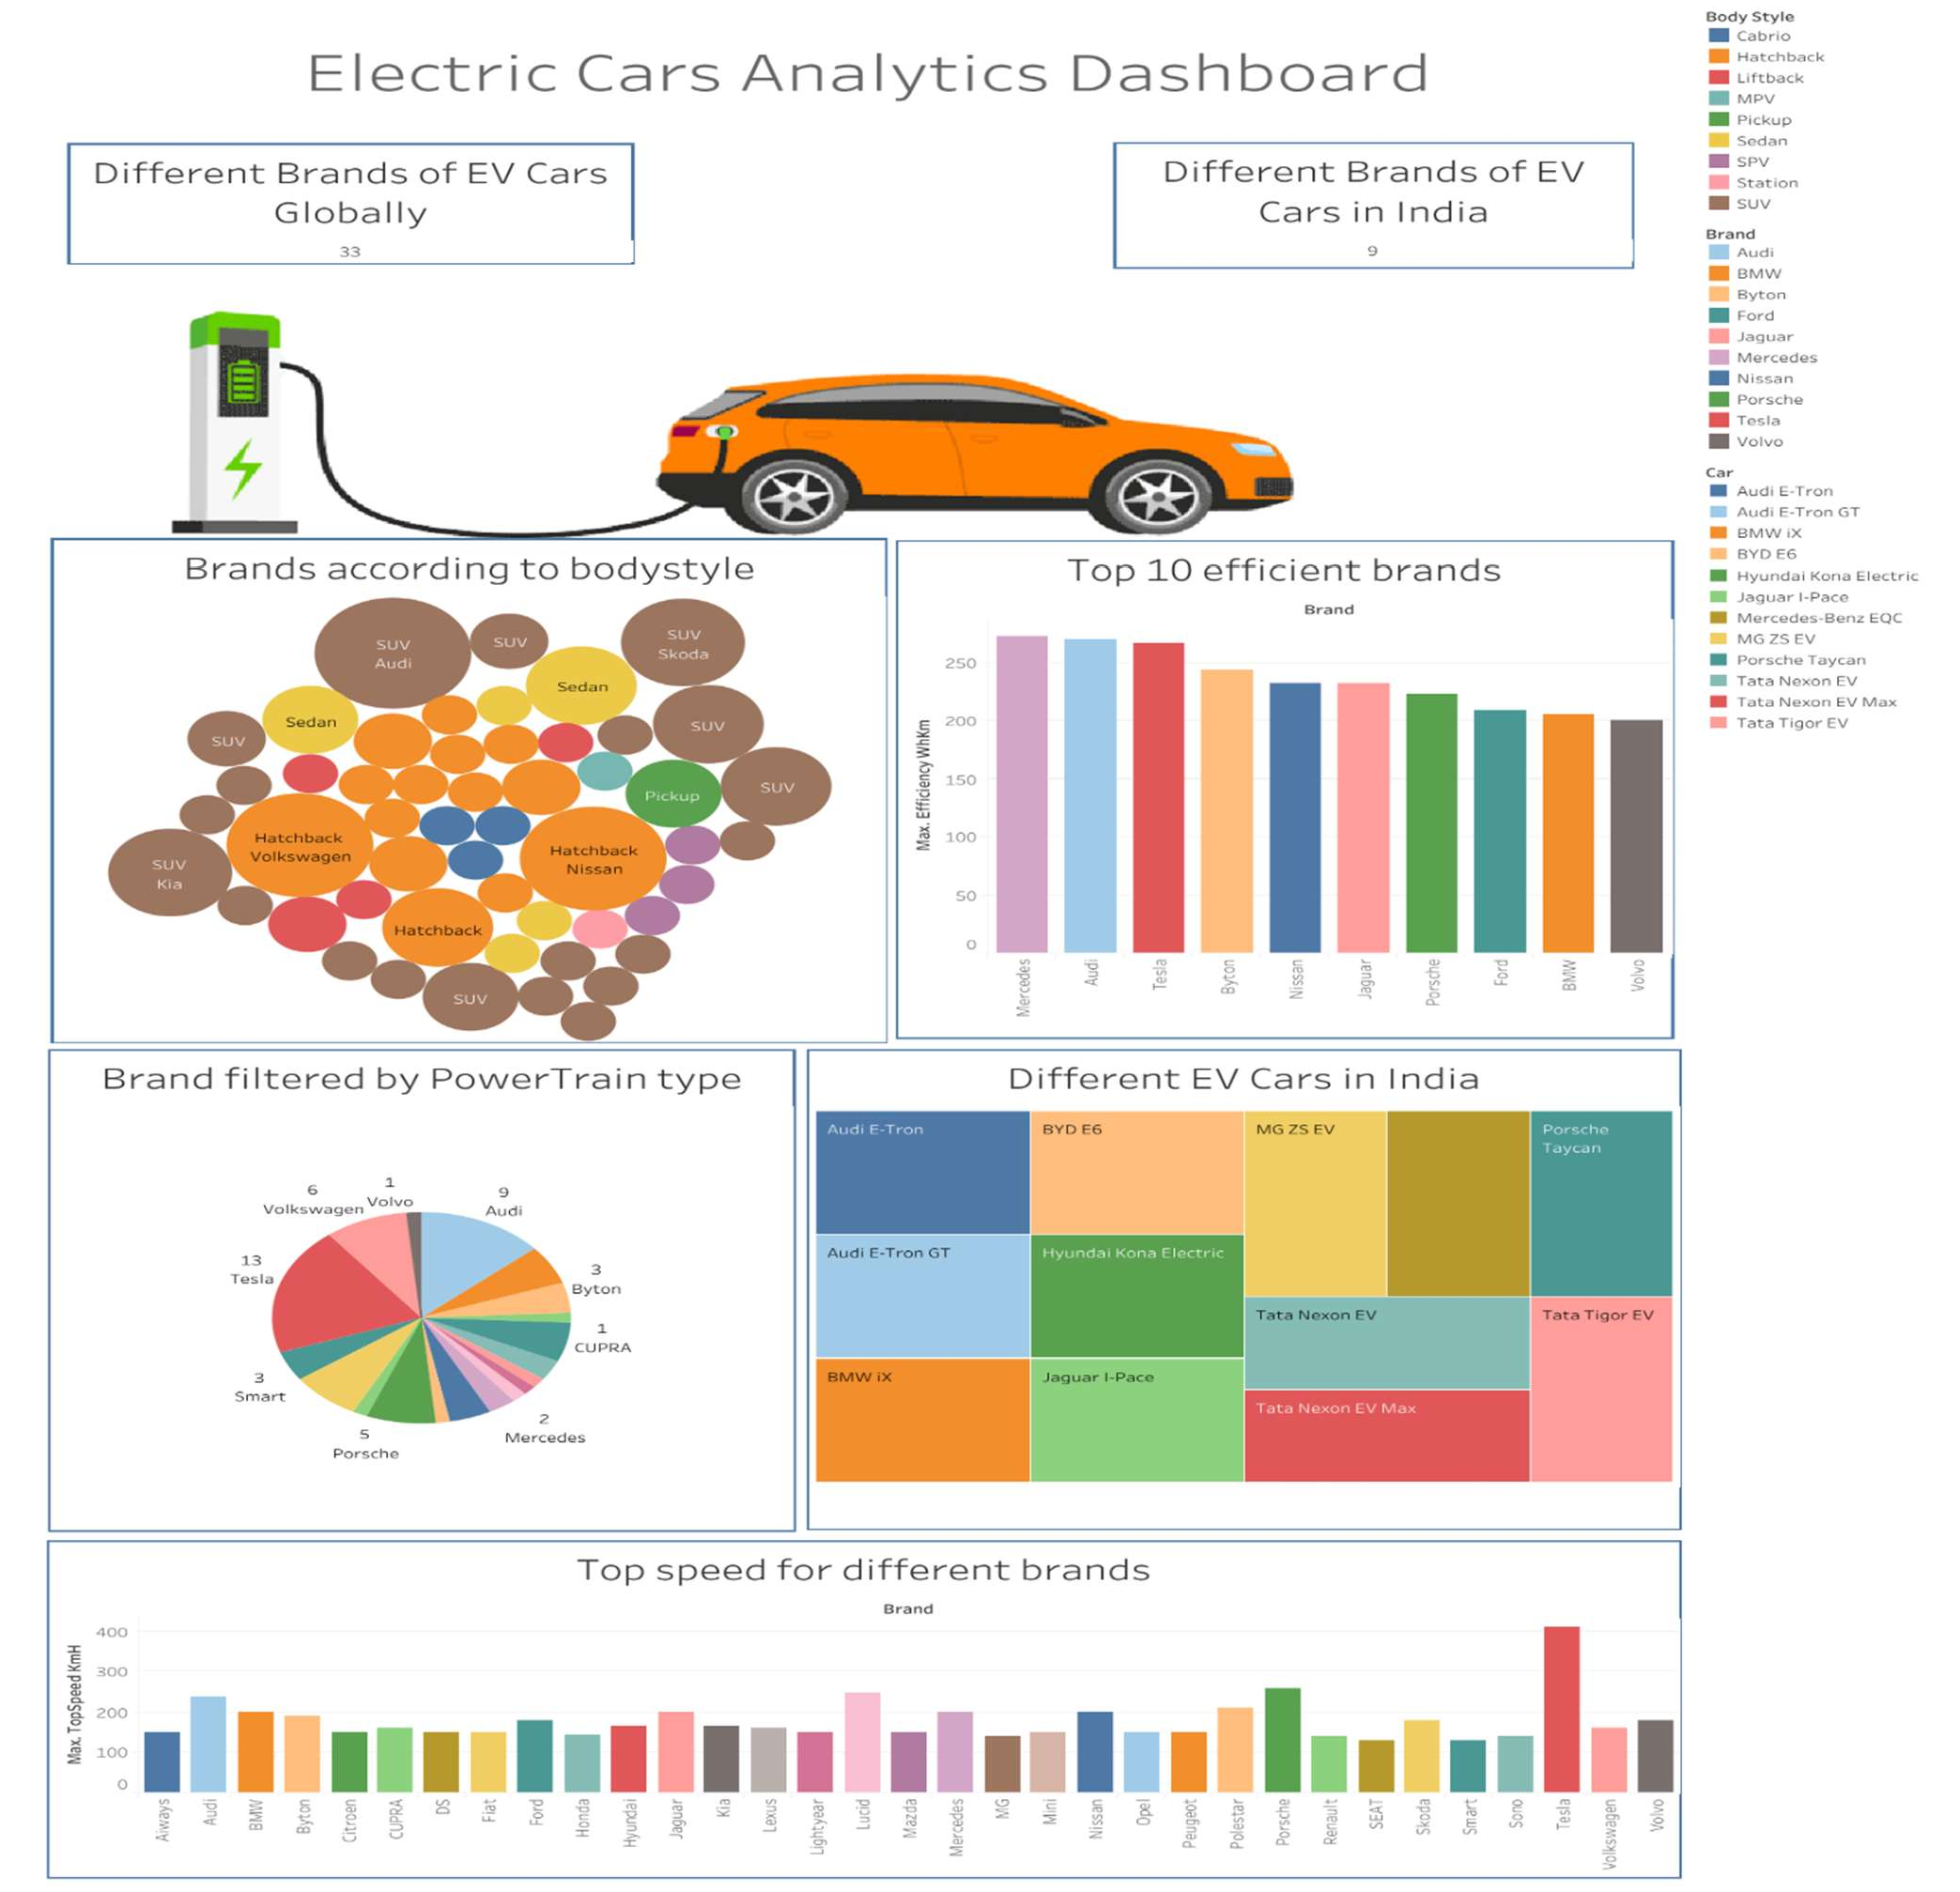 Electric Cars Analytics Dashboard
Different Brands of EV Cars
Globally
33
Different Brands of EV
Cars in India
9
Body Style
Cabrio
Hatchback
Liftback
MPV
Pickup
Sedan
SPV
Station
SUV
Brand
Audi
BMW
Byton
Ford
Jaguar
Mercedes
Nissan
Porsche
Tesla
Volvo
Car
Audi E-Tron
Audi E-Tron GT
BMW iX
BYD E6
Hyundai Kona Electric
Jaguar I-Pace
Mercedes-Benz EQC
MG ZS EV
Porsche Taycan
Tata Nexon EV
Tata Nexon EV Max
Tata Tigor EV
Brands according to bodystyle
SUV
Audi
SUV
SUV
Skoda
Sedan
Sedan
SUV
SUV
SUV
Pickup
Hatchback
Volkswagen
Hatchback
Nissan
SUV
Kia
Hatchback
SUV
Top 10 efficient brands
Brand
Max. Efficiency WhKm
250
200
150
100
50
0
Mercedes
Audi
Tesla
Byton
Nissan
Jaguar
Porsche
Ford
BMW
Volvo
Brand filtered by PowerTrain type
1
Volvo
9
Audi
6
Volkswagen
13
Tesla
3
Byton
1
CUPRA
3
Smart
2
Mercedes
5
Porsche
Different EV Cars in India
Audi E-Tron
BYD E6
MG ZS EV
Porsche
Taycan
Audi E-Tron GT
Hyundai Kona Electric
Tata Nexon EV
Tata Tigor EV
BMW iX
Jaguar I-Pace
Tata Nexon EV Max
Top speed for different brands
Brand
Max. TopSpeed KmH
400
300
200
100
0
Aiways
Audi
BMW
Byton
Citroen
CUPRA
DS
Fiat
Ford
Honda
Hyundai
Jaguar
Kia
Lexus
Lightyear
Lucid
Mazda
Mercedes
MG
Mini
Nissan
Opel
Peugeot
Polestar
Porsche
Renault
SEAT
Skoda
Smart
Sono
Tesla
Volkswagen
Volvo